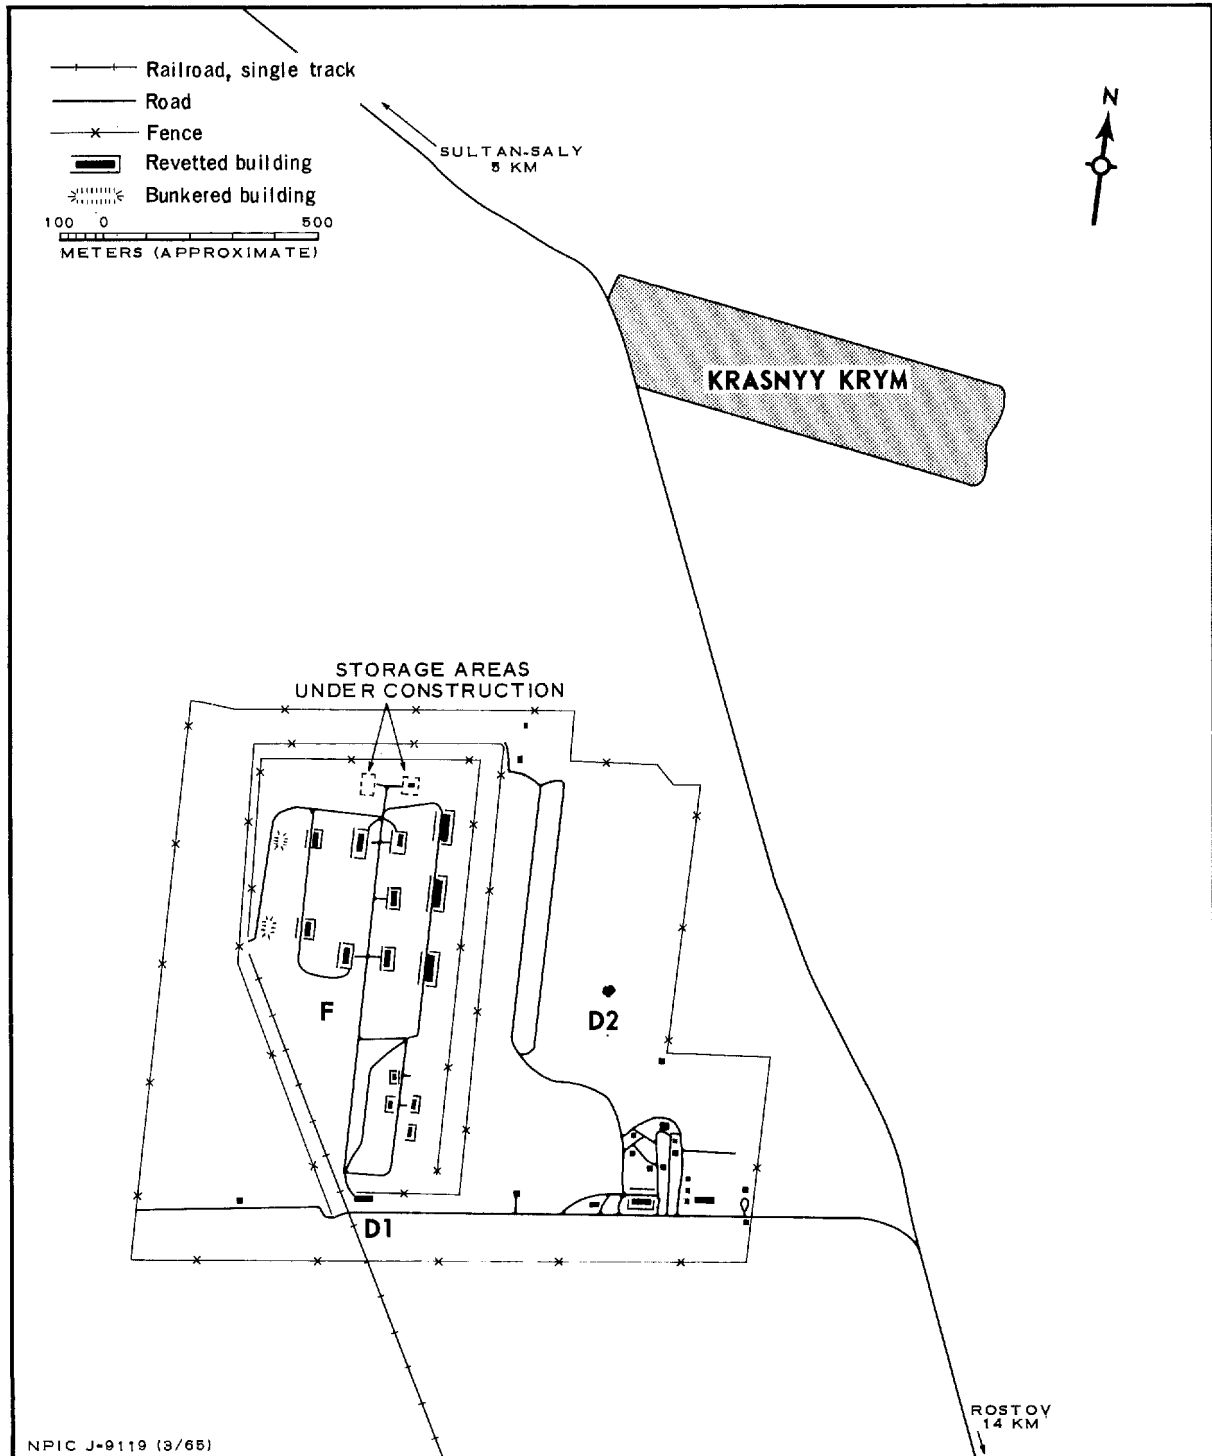 Railroad, single track
Road
Fence
Revetted building
Bunkered building
100 0 500
METERS (APPROXIMATE)
N
SULTAN-SALY
5 KM
KRASNYY KRYM
STORAGE AREAS
UNDER CONSTRUCTION
F
D2
D1
ROSTOV
14 KM
NPIC J-9119 (3/65)